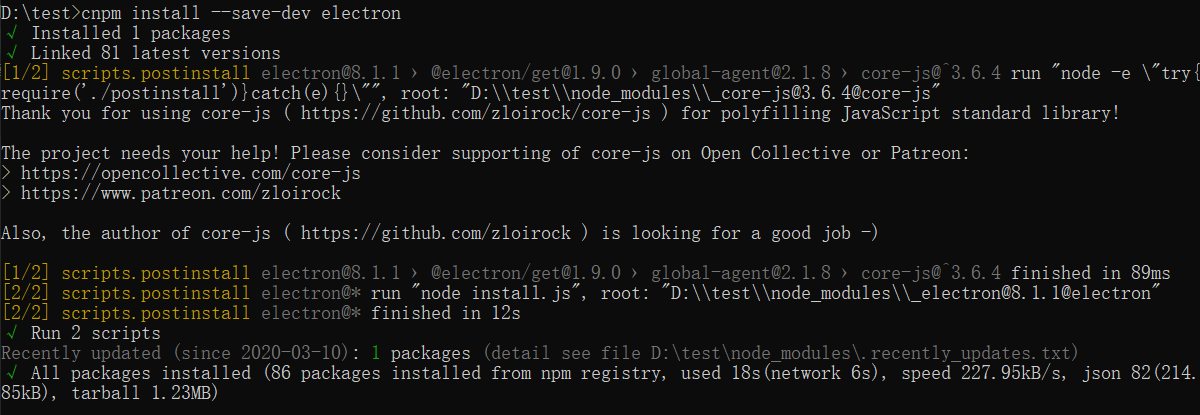 D:\test>cnpm install --save-dev electron
√ Installed 1 packages
√ Linked 81 latest versions
[1/2] scripts.postinstall electron@8.1.1 › @electron/get@1.9.0 › global-agent@2.1.8 › core-js@^3.6.4 run "node -e \"try{
require('./postinstall')}catch(e){}\"", root: "D:\\test\\node_modules\\_core-js@3.6.4@core-js"
Thank you for using core-js ( https://github.com/zloirock/core-js ) for polyfilling JavaScript standard library!
The project needs your help! Please consider supporting of core-js on Open Collective or Patreon:
> https://opencollective.com/core-js
> https://www.patreon.com/zloirock
Also, the author of core-js ( https://github.com/zloirock ) is looking for a good job -)
[1/2] scripts.postinstall electron@8.1.1 › @electron/get@1.9.0 › global-agent@2.1.8 › core-js@^3.6.4 finished in 89ms
[2/2] scripts.postinstall electron@* run "node install.js", root: "D:\\test\\node_modules\\_electron@8.1.1@electron"
[2/2] scripts.postinstall electron@* finished in 12s
√ Run 2 scripts
Recently updated (since 2020-03-10): 1 packages (detail see file D:\test\node_modules\.recently_updates.txt)
√ All packages installed (86 packages installed from npm registry, used 18s(network 6s), speed 227.95kB/s, json 82(214.
85kB), tarball 1.23MB)